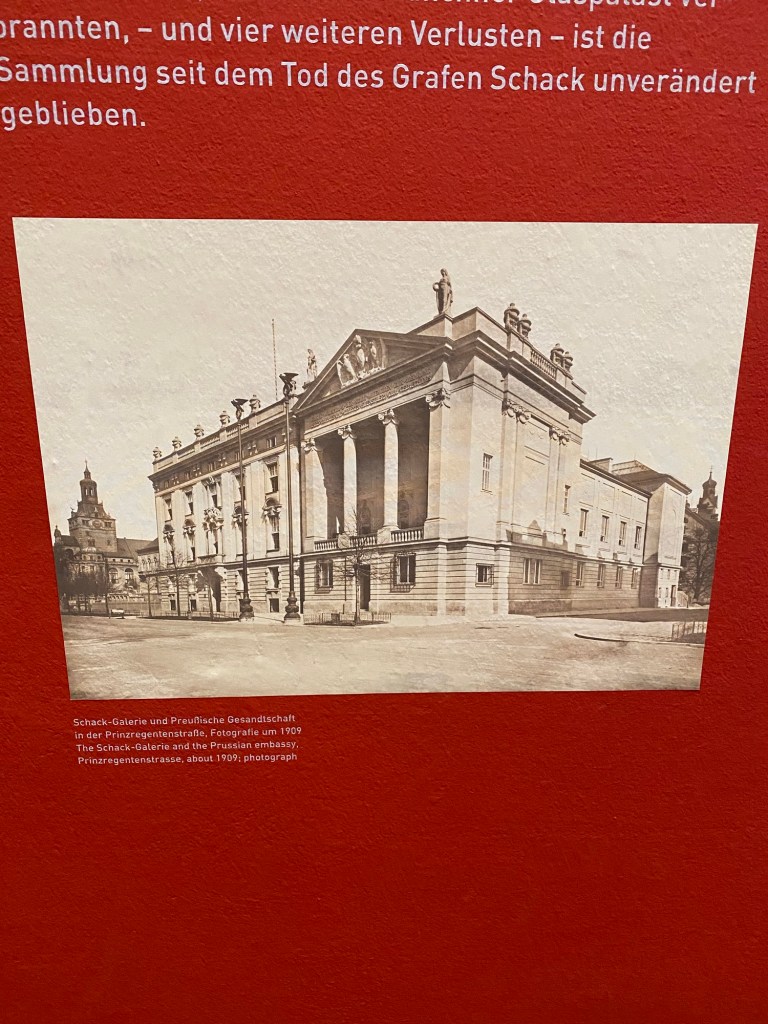 brannten, – und vier weiteren Verlusten – ist die
Sammlung seit dem Tod des Grafen Schack unverändert
geblieben.
Schack-Galerie und Preußische Gesandtschaft
in der Prinzregentenstraße, Fotografie um 1909
The Schack-Galerie and the Prussian embassy,
Prinzregentenstrasse, about 1909; photograph